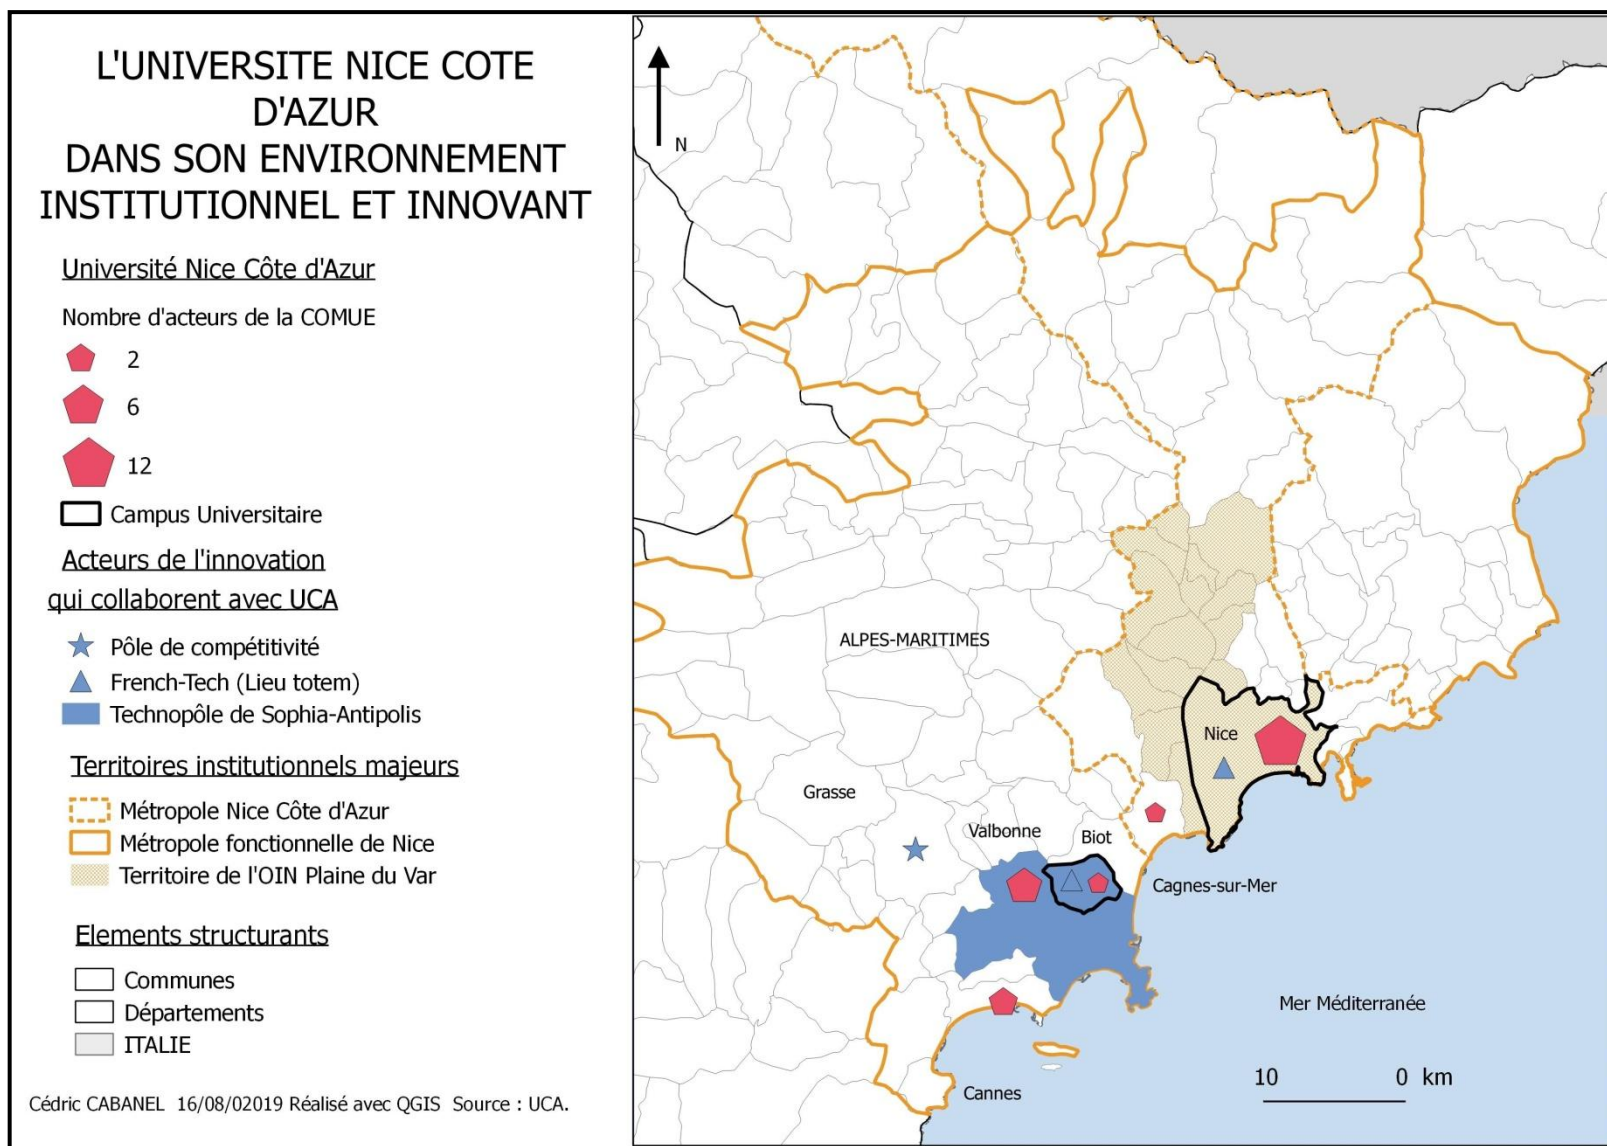 L'UNIVERSITE NICE COTE
D'AZUR
DANS SON ENVIRONNEMENT
INSTITUTIONNEL ET INNOVANT
Université Nice Côte d'Azur
Nombre d'acteurs de la COMUE
2
6
12
Campus Universitaire
Acteurs de l'innovation
qui collaborent avec UCA
Pôle de compétitivité
French-Tech (Lieu totem)
Technopôle de Sophia-Antipolis
Territoires institutionnels majeurs
Métropole Nice Côte d'Azur
Métropole fonctionnelle de Nice
Territoire de l'OIN Plaine du Var
Elements structurants
Communes
Départements
ITALIE
Cédric CABANEL 16/08/02019 Réalisé avec QGIS Source : UCA.
N
ALPES-MARITIMES
Nice
Grasse
Valbonne
Biot
Cagnes-sur-Mer
Mer Méditerranée
Cannes
10 0 km